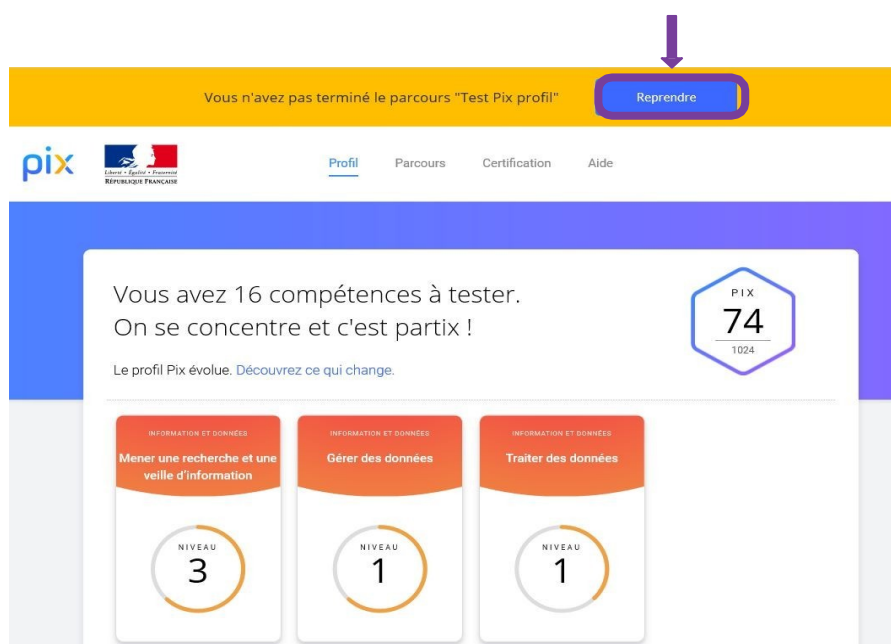 Vous n'avez pas terminé le parcours "Test Pix profil"
Reprendre
pix
Liberté • Égalité • Fraternité
RÉPUBLIQUE FRANÇAISE
Profil
Parcours
Certification
Aide
Vous avez 16 compétences à tester.
On se concentre et c'est partix !
Le profil Pix évolue. Découvrez ce qui change.
PIX
74
1024
INFORMATION ET DONNÉES
Mener une recherche et une
veille d'information
NIVEAU
3
INFORMATION ET DONNÉES
Gérer des données
NIVEAU
1
INFORMATION ET DONNÉES
Traiter des données
NIVEAU
1